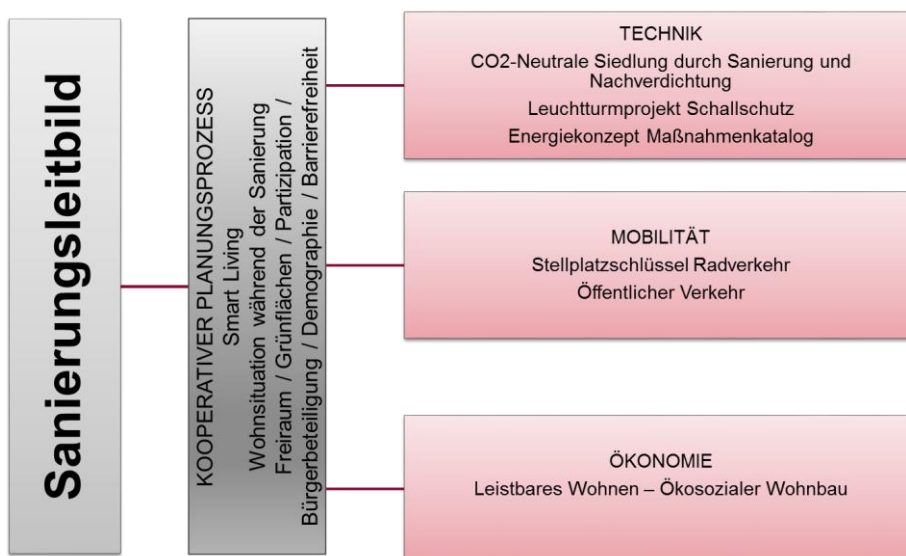 Sanierungsleitbild
KOOPERATIVER PLANUNGSPROZESS
Smart Living
Wohnsituation während der Sanierung
Freiraum / Grünflächen / Partizipation /
Bürgerbeteiligung / Demographie / Barrierefreiheit
TECHNIK
CO2-Neutrale Siedlung durch Sanierung und
Nachverdichtung
Leuchtturmprojekt Schallschutz
Energiekonzept Maßnahmenkatalog
MOBILITÄT
Stellplatzschlüssel Radverkehr
Öffentlicher Verkehr
ÖKONOMIE
Leistbares Wohnen – Ökosozialer Wohnbau